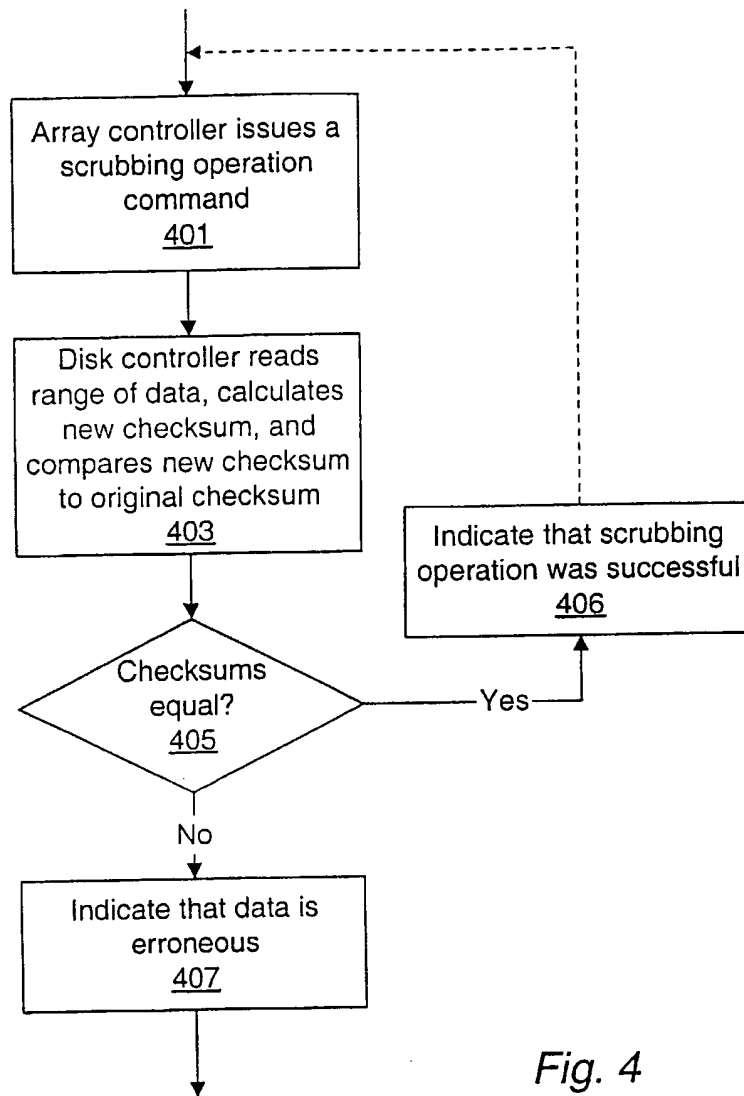 Array controller issues a
scrubbing operation
command
401
Disk controller reads
range of data, calculates
new checksum, and
compares new checksum
to original checksum
403
Indicate that scrubbing
operation was successful
406
Checksums
equal?
405
Yes
No
Indicate that data is
erroneous
407
Fig. 4